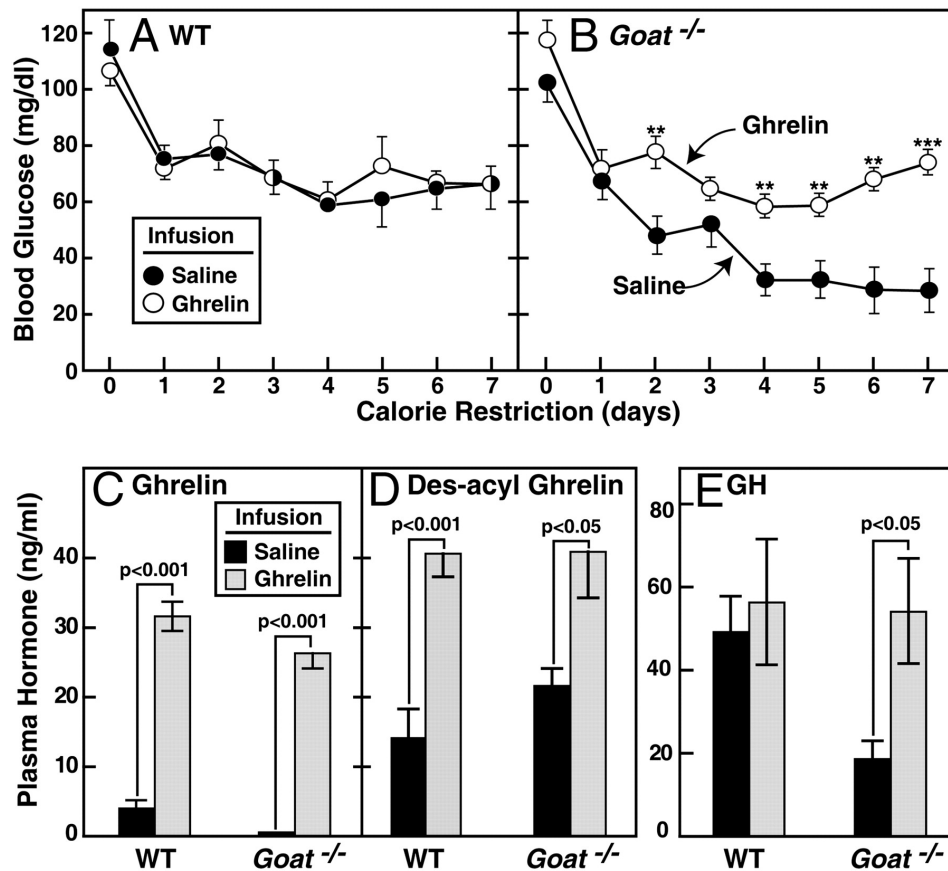 A WT
B Goat -/-
Blood Glucose (mg/dl)
120
100
80
60
40
20
0
Infusion
Saline
Ghrelin
**
Ghrelin
**
**
**
***
Saline
0 1 2 3 4 5 6 7
0 1 2 3 4 5 6 7
Calorie Restriction (days)
C Ghrelin
D Des-acyl Ghrelin
E GH
Plasma Hormone (ng/ml)
40
30
20
10
0
Infusion
Saline
Ghrelin
p<0.001
p<0.001
p<0.001
p<0.05
80
60
40
20
0
p<0.05
WT Goat -/-
WT Goat -/-
WT Goat -/-